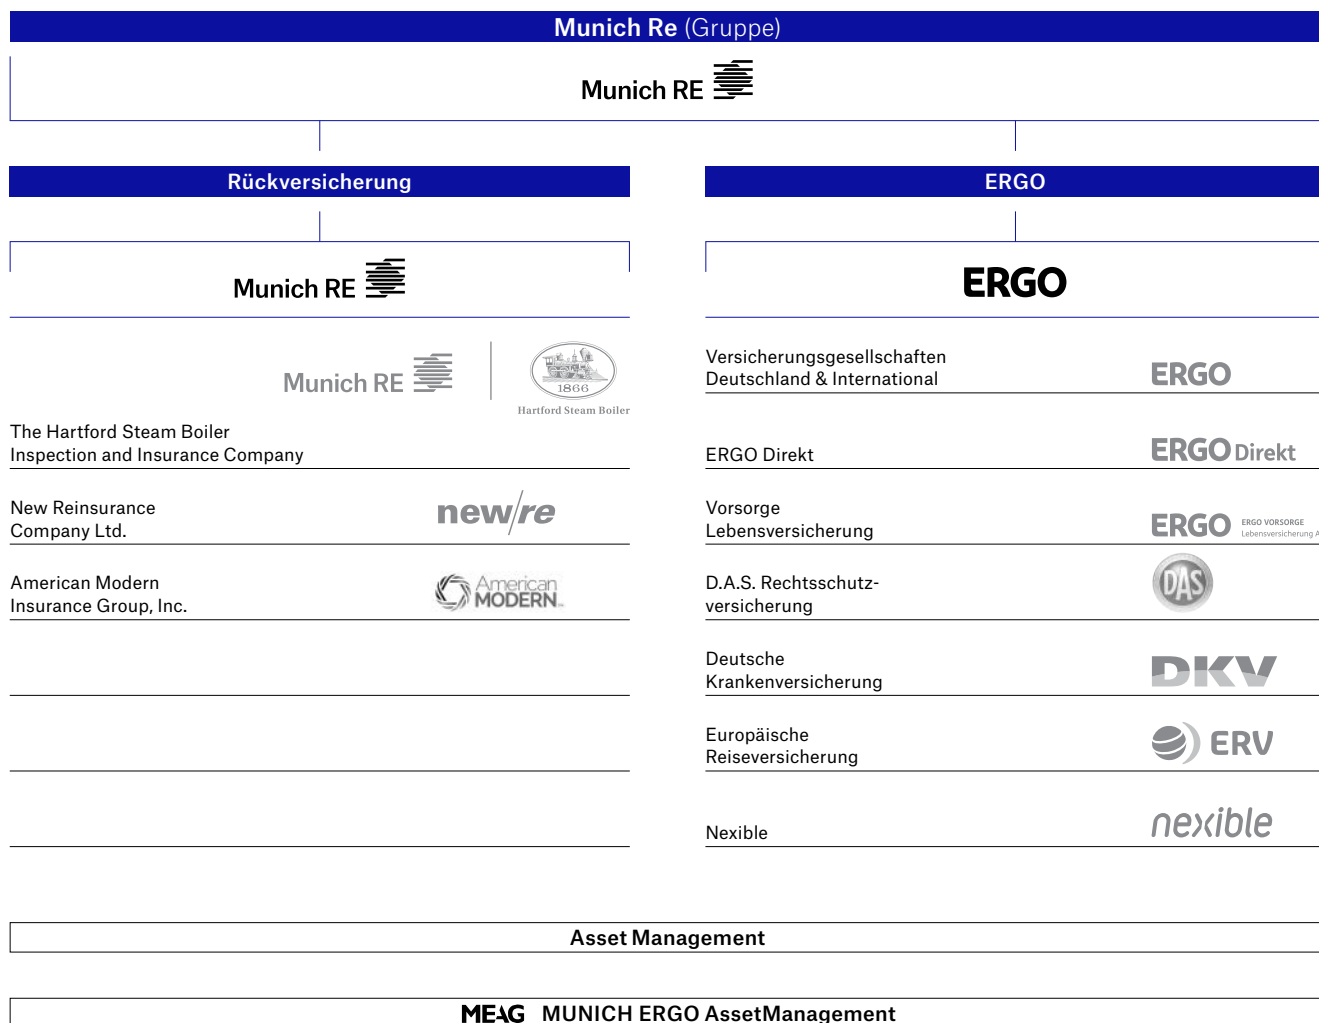 Munich Re (Gruppe)
Munich RE
Rückversicherung
Munich RE
Munich RE
1866
Hartford Steam Boiler
The Hartford Steam Boiler
Inspection and Insurance Company
New Reinsurance
Company Ltd.
new/re
American Modern
Insurance Group, Inc.
American
MODERN
ERGO
ERGO
Versicherungsgesellschaften
Deutschland & International
ERGO
ERGO Direkt
ERGO Direkt
Vorsorge
Lebensversicherung
ERGO
ERGO VORSORGE
Lebensversicherung A
D.A.S. Rechtsschutz-
versicherung
DAS
Deutsche
Krankenversicherung
DKV
Europäische
Reiseversicherung
ERV
Nexible
nexible
Asset Management
MEAG MUNICH ERGO AssetManagement